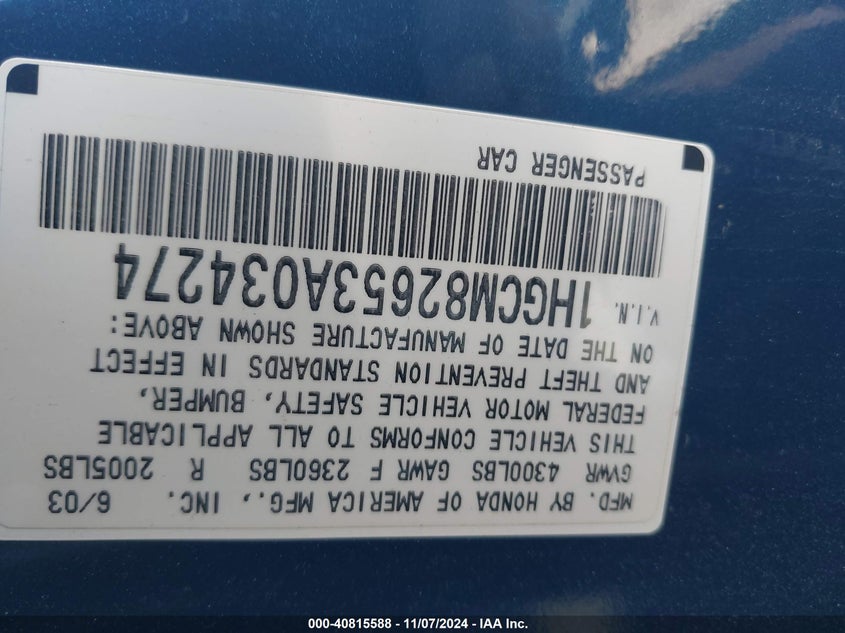 MFD. BY HONDA OF AMERICA MFG., INC. 6/03
GVWR 4300LBS GAWR F 2360LBS R 2005LBS
THIS VEHICLE CONFORMS TO ALL APPLICABLE
FEDERAL MOTOR VEHICLE SAFETY, BUMPER,
AND THEFT PREVENTION STANDARDS IN EFFECT
ON THE DATE OF MANUFACTURE SHOWN ABOVE:
V.I.N. 1HGCM82653A034274
PASSENGER CAR
000-40815588 - 11/07/2024 - IAA Inc.